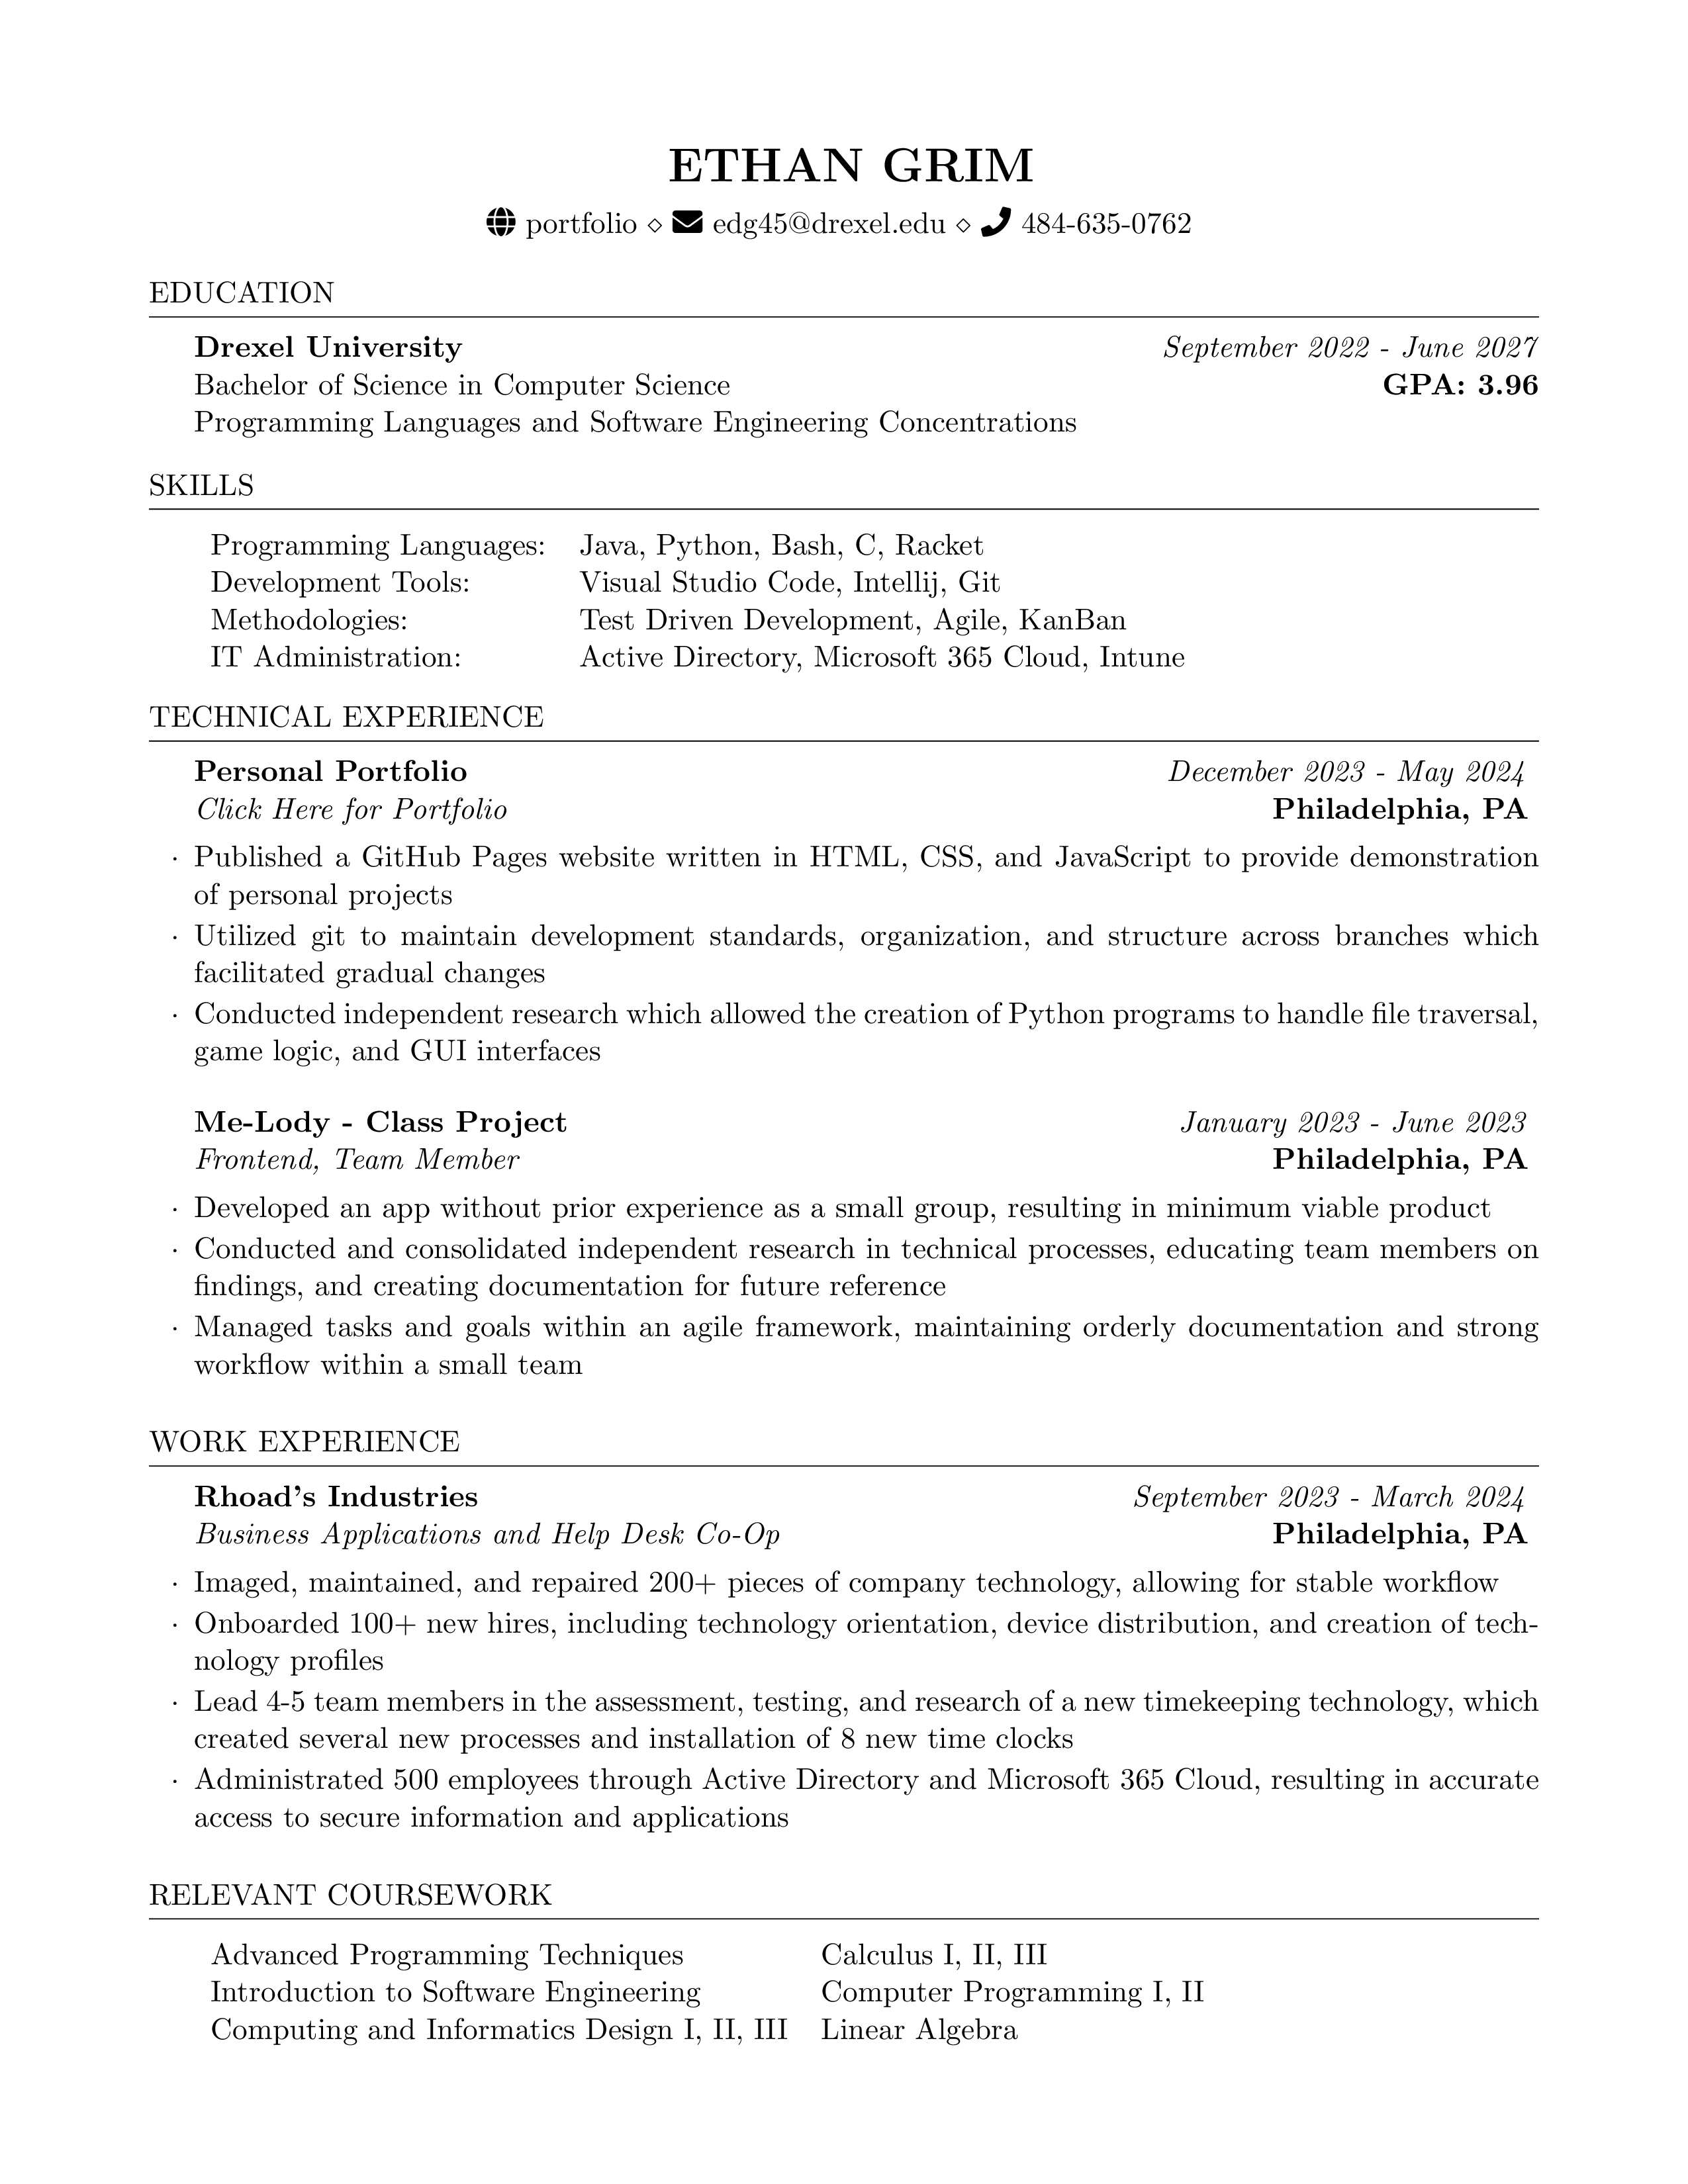 ETHAN GRIM
portfolio ⋄ edg45@drexel.edu ⋄ 484-635-0762
EDUCATION
Drexel University September 2022 - June 2027
Bachelor of Science in Computer Science GPA: 3.96
Programming Languages and Software Engineering Concentrations
SKILLS
Programming Languages: Java, Python, Bash, C, Racket
Development Tools: Visual Studio Code, Intellij, Git
Methodologies: Test Driven Development, Agile, KanBan
IT Administration: Active Directory, Microsoft 365 Cloud, Intune
TECHNICAL EXPERIENCE
Personal Portfolio December 2023 - May 2024
Click Here for Portfolio Philadelphia, PA
· Published a GitHub Pages website written in HTML, CSS, and JavaScript to provide demonstration
of personal projects
· Utilized git to maintain development standards, organization, and structure across branches which
facilitated gradual changes
· Conducted independent research which allowed the creation of Python programs to handle file traversal,
game logic, and GUI interfaces
Me-Lody - Class Project January 2023 - June 2023
Frontend, Team Member Philadelphia, PA
· Developed an app without prior experience as a small group, resulting in minimum viable product
· Conducted and consolidated independent research in technical processes, educating team members on
findings, and creating documentation for future reference
· Managed tasks and goals within an agile framework, maintaining orderly documentation and strong
workflow within a small team
WORK EXPERIENCE
Rhoad's Industries September 2023 - March 2024
Business Applications and Help Desk Co-Op Philadelphia, PA
· Imaged, maintained, and repaired 200+ pieces of company technology, allowing for stable workflow
· Onboarded 100+ new hires, including technology orientation, device distribution, and creation of tech-
nology profiles
· Lead 4-5 team members in the assessment, testing, and research of a new timekeeping technology, which
created several new processes and installation of 8 new time clocks
· Administrated 500 employees through Active Directory and Microsoft 365 Cloud, resulting in accurate
access to secure information and applications
RELEVANT COURSEWORK
Advanced Programming Techniques Calculus I, II, III
Introduction to Software Engineering Computer Programming I, II
Computing and Informatics Design I, II, III Linear Algebra